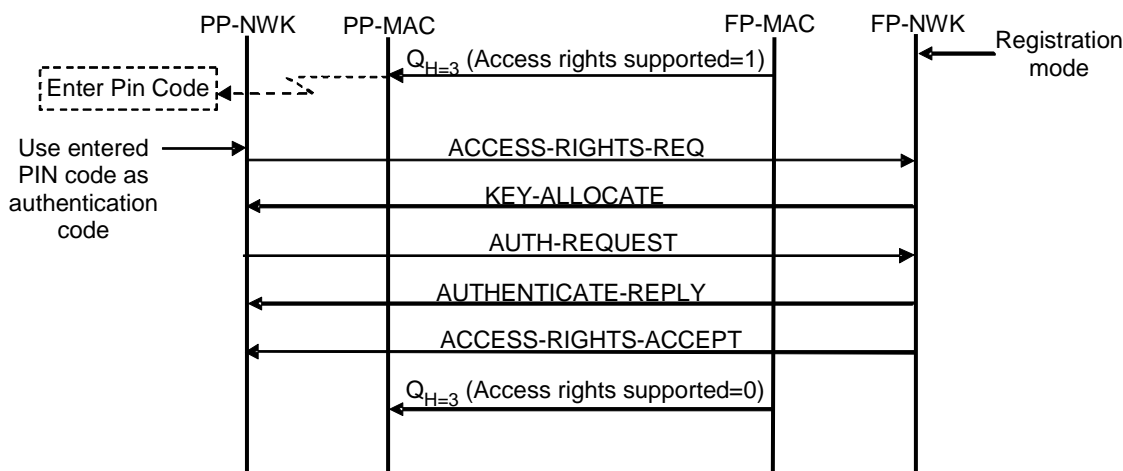 PP-NWK PP-MAC FP-MAC FP-NWK
Registration
mode
QH=3 (Access rights supported=1)
Enter Pin Code
Use entered
PIN code as
authentication
code
ACCESS-RIGHTS-REQ
KEY-ALLOCATE
AUTH-REQUEST
AUTHENTICATE-REPLY
ACCESS-RIGHTS-ACCEPT
QH=3 (Access rights supported=0)